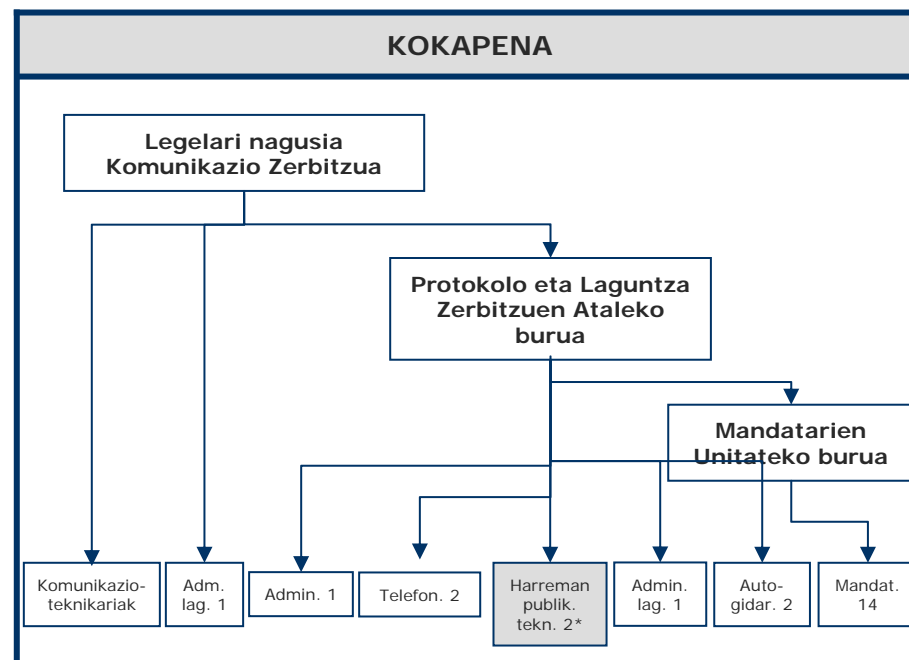 KOKAPENA
Legelari nagusia
Komunikazio Zerbitzua
Protokolo eta Laguntza
Zerbitzuen Ataleko
burua
Mandatarien
Unitateko burua
Komunikazio-
teknikariak
Adm.
lag. 1
Admin. 1
Telefon. 2
Harreman
publik.
tekn. 2*
Admin.
lag. 1
Auto-
gidar. 2
Mandat.
14